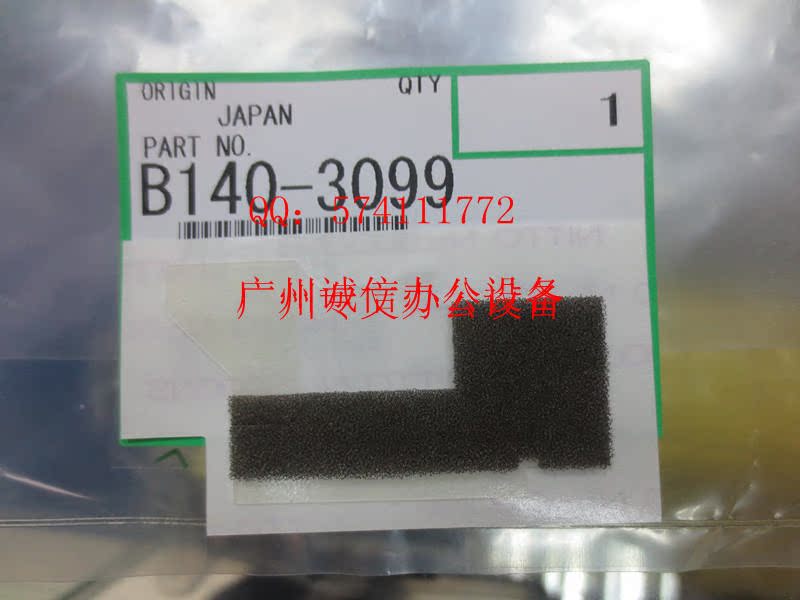 ORIGIN QTY
JAPAN 1
PART NO.
B140-3099
QQ: 574111772
广州诚信办公设备